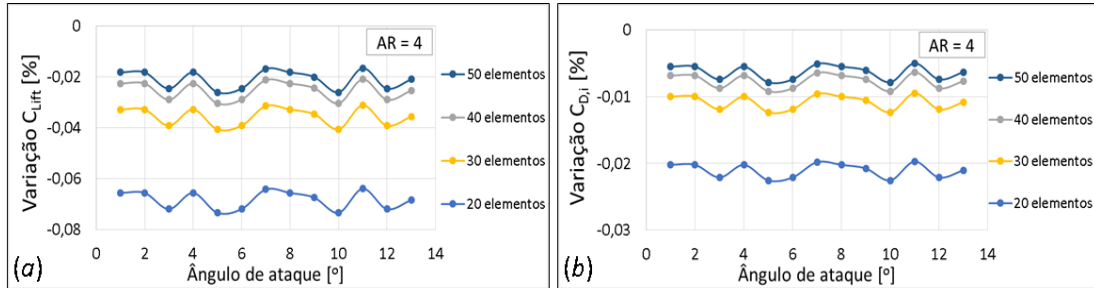 0
-0,02
-0,04
-0,06
-0,08
Variação C_Lift [%]
AR = 4
50 elementos
40 elementos
30 elementos
20 elementos
0 2 4 6 8 10 12 14
Ângulo de ataque [º]
(a)
0
-0,01
-0,02
-0,03
Variação C_D,i [%]
AR = 4
50 elementos
40 elementos
30 elementos
20 elementos
0 2 4 6 8 10 12 14
Ângulo de ataque [º]
(b)